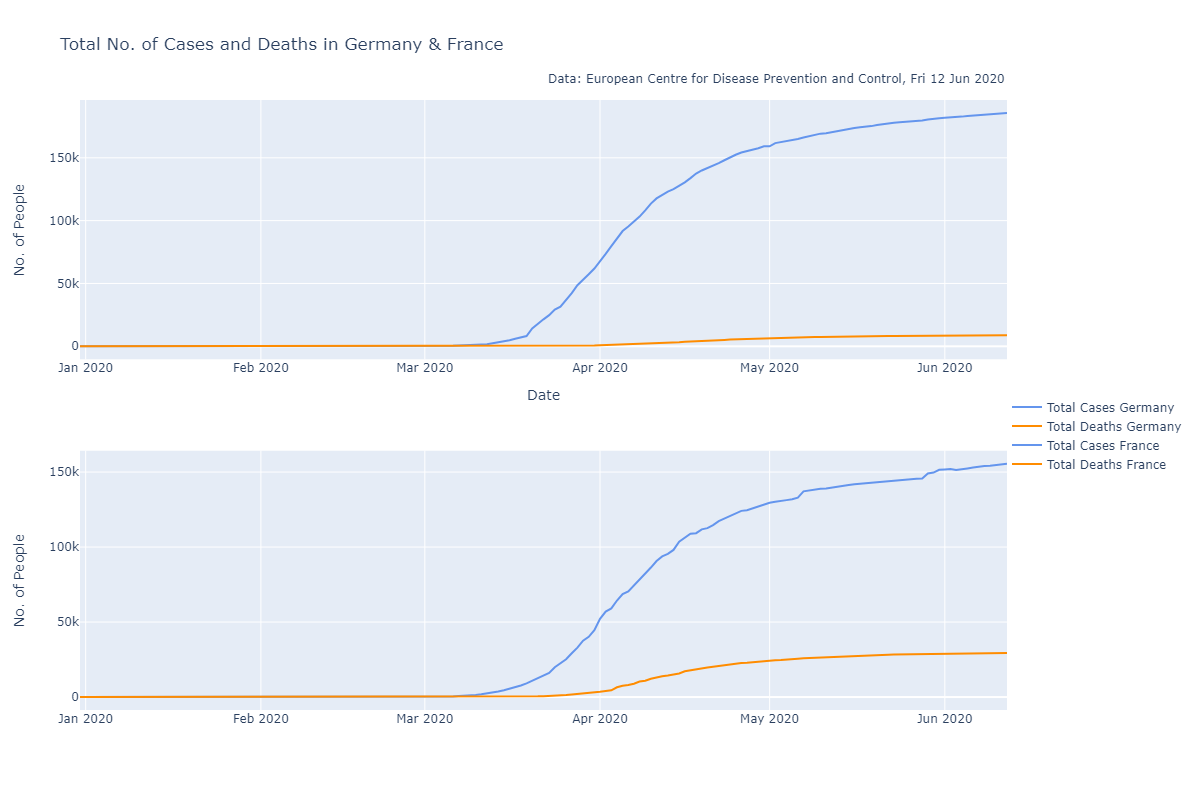 Total No. of Cases and Deaths in Germany & France
Data: European Centre for Disease Prevention and Control, Fri 12 Jun 2020
No. of People
150k
100k
50k
0
Jan 2020
Feb 2020
Mar 2020
Apr 2020
May 2020
Jun 2020
Date
Total Cases Germany
Total Deaths Germany
Total Cases France
Total Deaths France
No. of People
150k
100k
50k
0
Jan 2020
Feb 2020
Mar 2020
Apr 2020
May 2020
Jun 2020